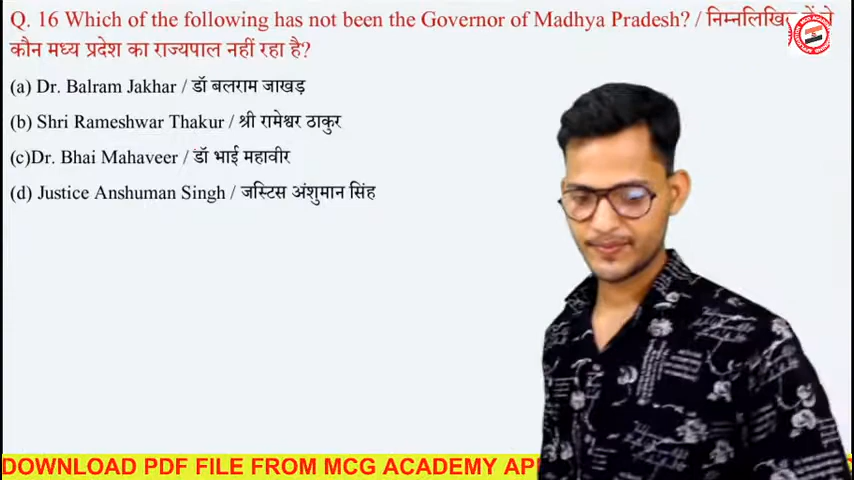 Q. 16 Which of the following has not been the Governor of Madhya Pradesh? / निम्नलिखित में से
कौन मध्य प्रदेश का राज्यपाल नहीं रहा है?
(a) Dr. Balram Jakhar / डॉ बलराम जाखड़
(b) Shri Rameshwar Thakur / श्री रामेश्वर ठाकुर
(c)Dr. Bhai Mahaveer / डॉ भाई महावीर
(d) Justice Anshuman Singh / जस्टिस अंशुमान सिंह
DOWNLOAD PDF FILE FROM MCG ACADEMY